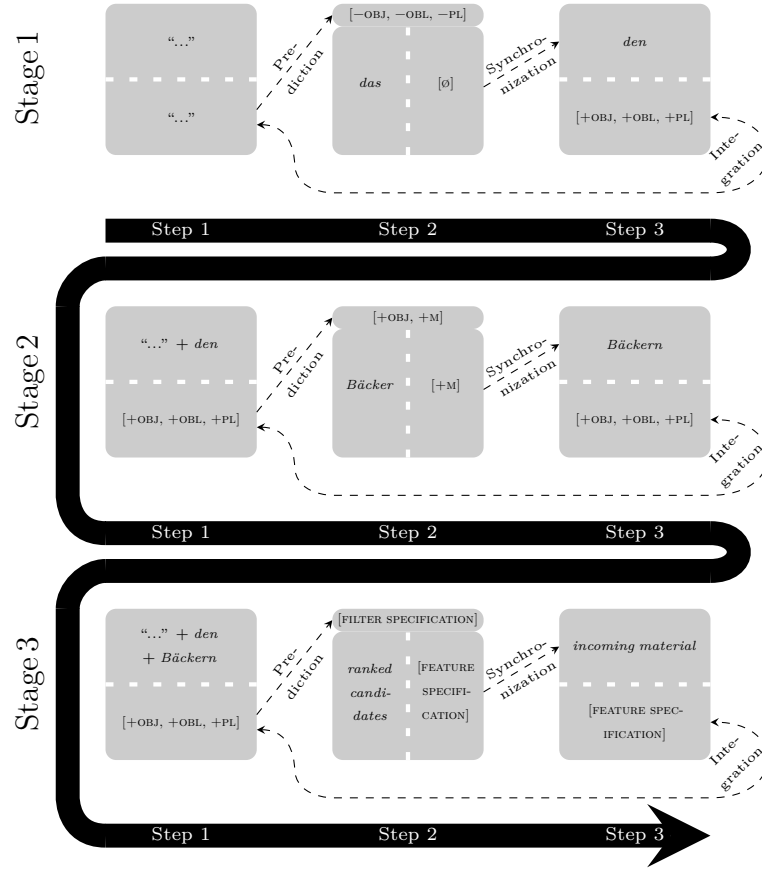 Stage 1
“...”
“...”
Pre-
diction
[−OBJ, −OBL, −PL]
das
[Ø]
Synchro-
nization
den
[+OBJ, +OBL, +PL]
Inte-
gration
Step 1
Step 2
Step 3
Stage 2
“...” + den
[+OBJ, +OBL, +PL]
Pre-
diction
[+OBJ, +M]
Bäcker
[+M]
Synchro-
nization
Bäckern
[+OBJ, +OBL, +PL]
Inte-
gration
Step 1
Step 2
Step 3
Stage 3
“...” + den
+ Bäckern
[+OBJ, +OBL, +PL]
Pre-
diction
[FILTER SPECIFICATION]
ranked
candi-
dates
[FEATURE
SPECIFI-
CATION]
Synchro-
nization
incoming material
[FEATURE SPEC-
IFICATION]
Inte-
gration
Step 1
Step 2
Step 3